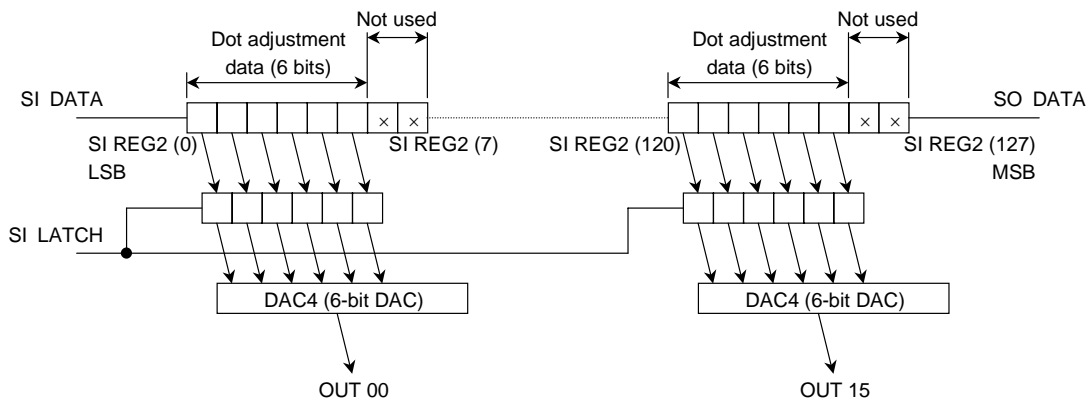 Not used
Not used
Dot adjustment
data (6 bits)
Dot adjustment
data (6 bits)
SI DATA
SO DATA
× ×
× ×
SI REG2 (0)
LSB
SI REG2 (7)
SI REG2 (120)
SI REG2 (127)
MSB
SI LATCH
DAC4 (6-bit DAC)
DAC4 (6-bit DAC)
OUT 00
OUT 15